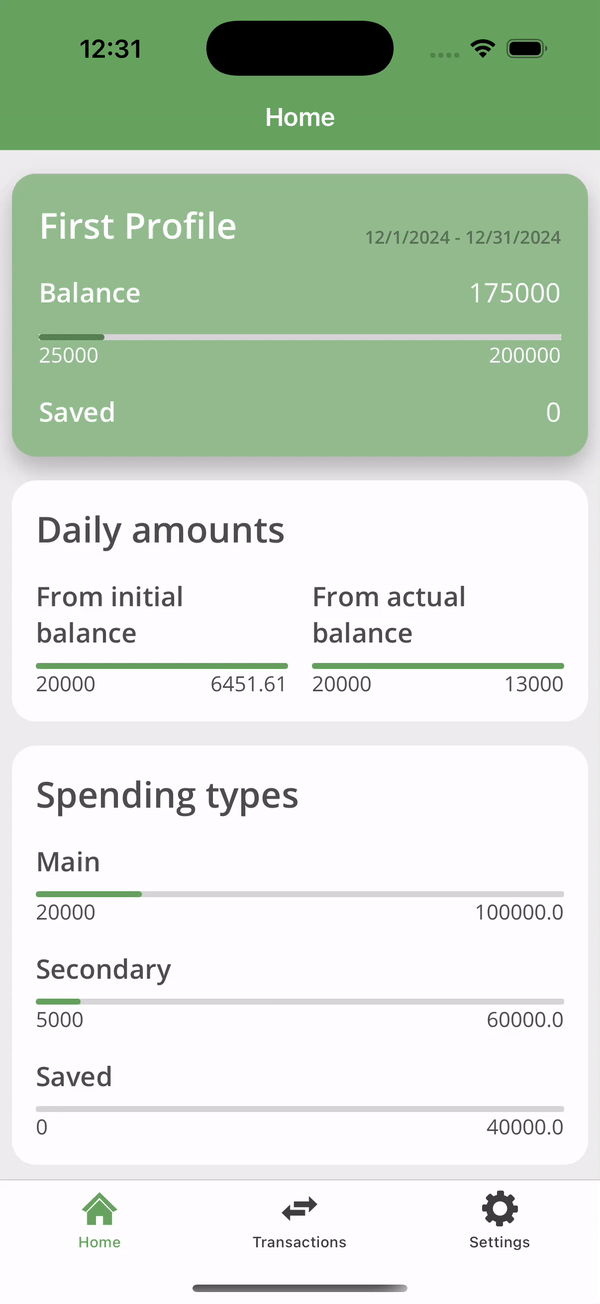 12:31
Home
First Profile
12/1/2024 - 12/31/2024
Balance 175000
25000 200000
Saved 0
Daily amounts
From initial
balance
20000 6451.61
From actual
balance
20000 13000
Spending types
Main
20000 100000.0
Secondary
5000 60000.0
Saved
0 40000.0
Home Transactions Settings